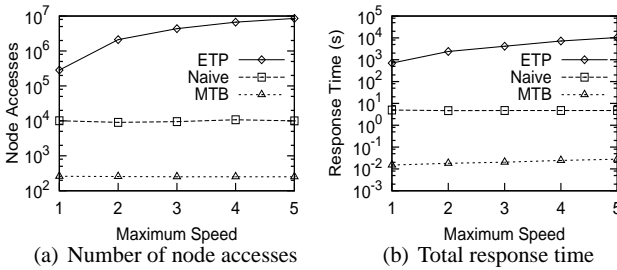 10^7
10^6
10^5
10^4
10^3
10^2
Node Accesses
ETP
Naive
MTB
1 2 3 4 5
Maximum Speed
(a) Number of node accesses
10^5
10^4
10^3
10^2
10^1
10^0
10^-1
10^-2
10^-3
Response Time (s)
ETP
Naive
MTB
1 2 3 4 5
Maximum Speed
(b) Total response time